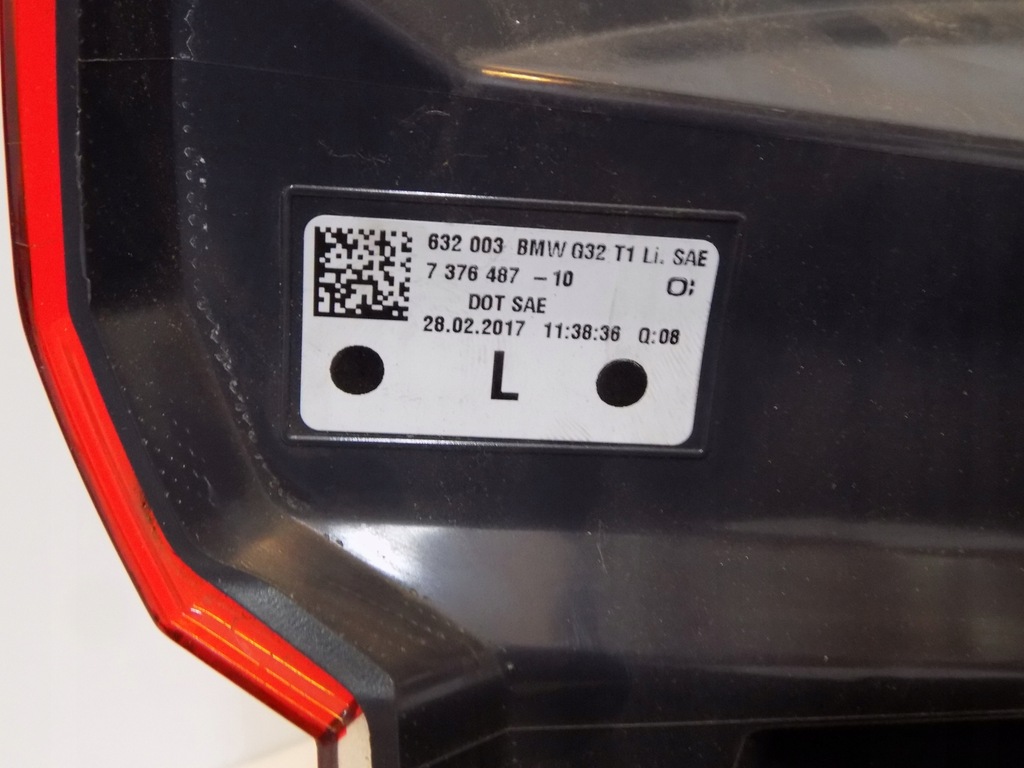 632 003 BMW G32 T1 Li. SAE
7 376 487 -10
DOT SAE
28.02.2017 11:38:36 Q:08
L